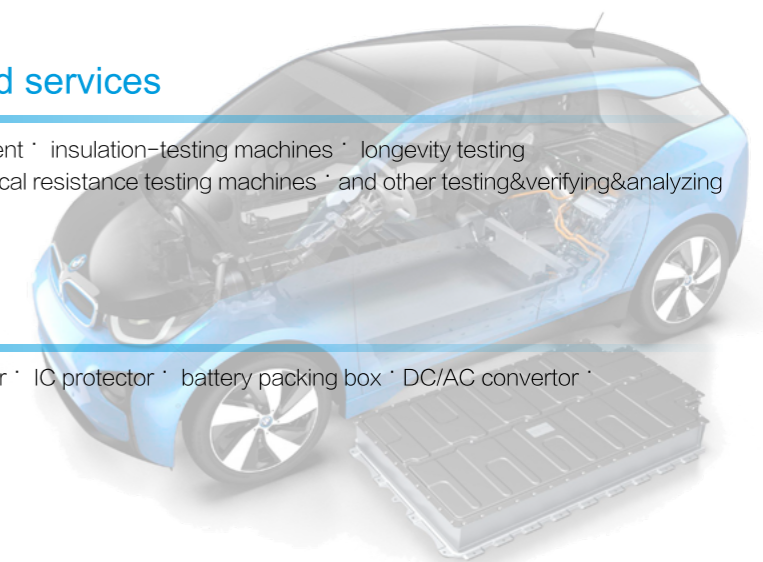 d services
ent · insulation-testing machines · longevity testing
cal resistance testing machines · and other testing&verifying&analyzing
r · IC protector · battery packing box · DC/AC convertor ·